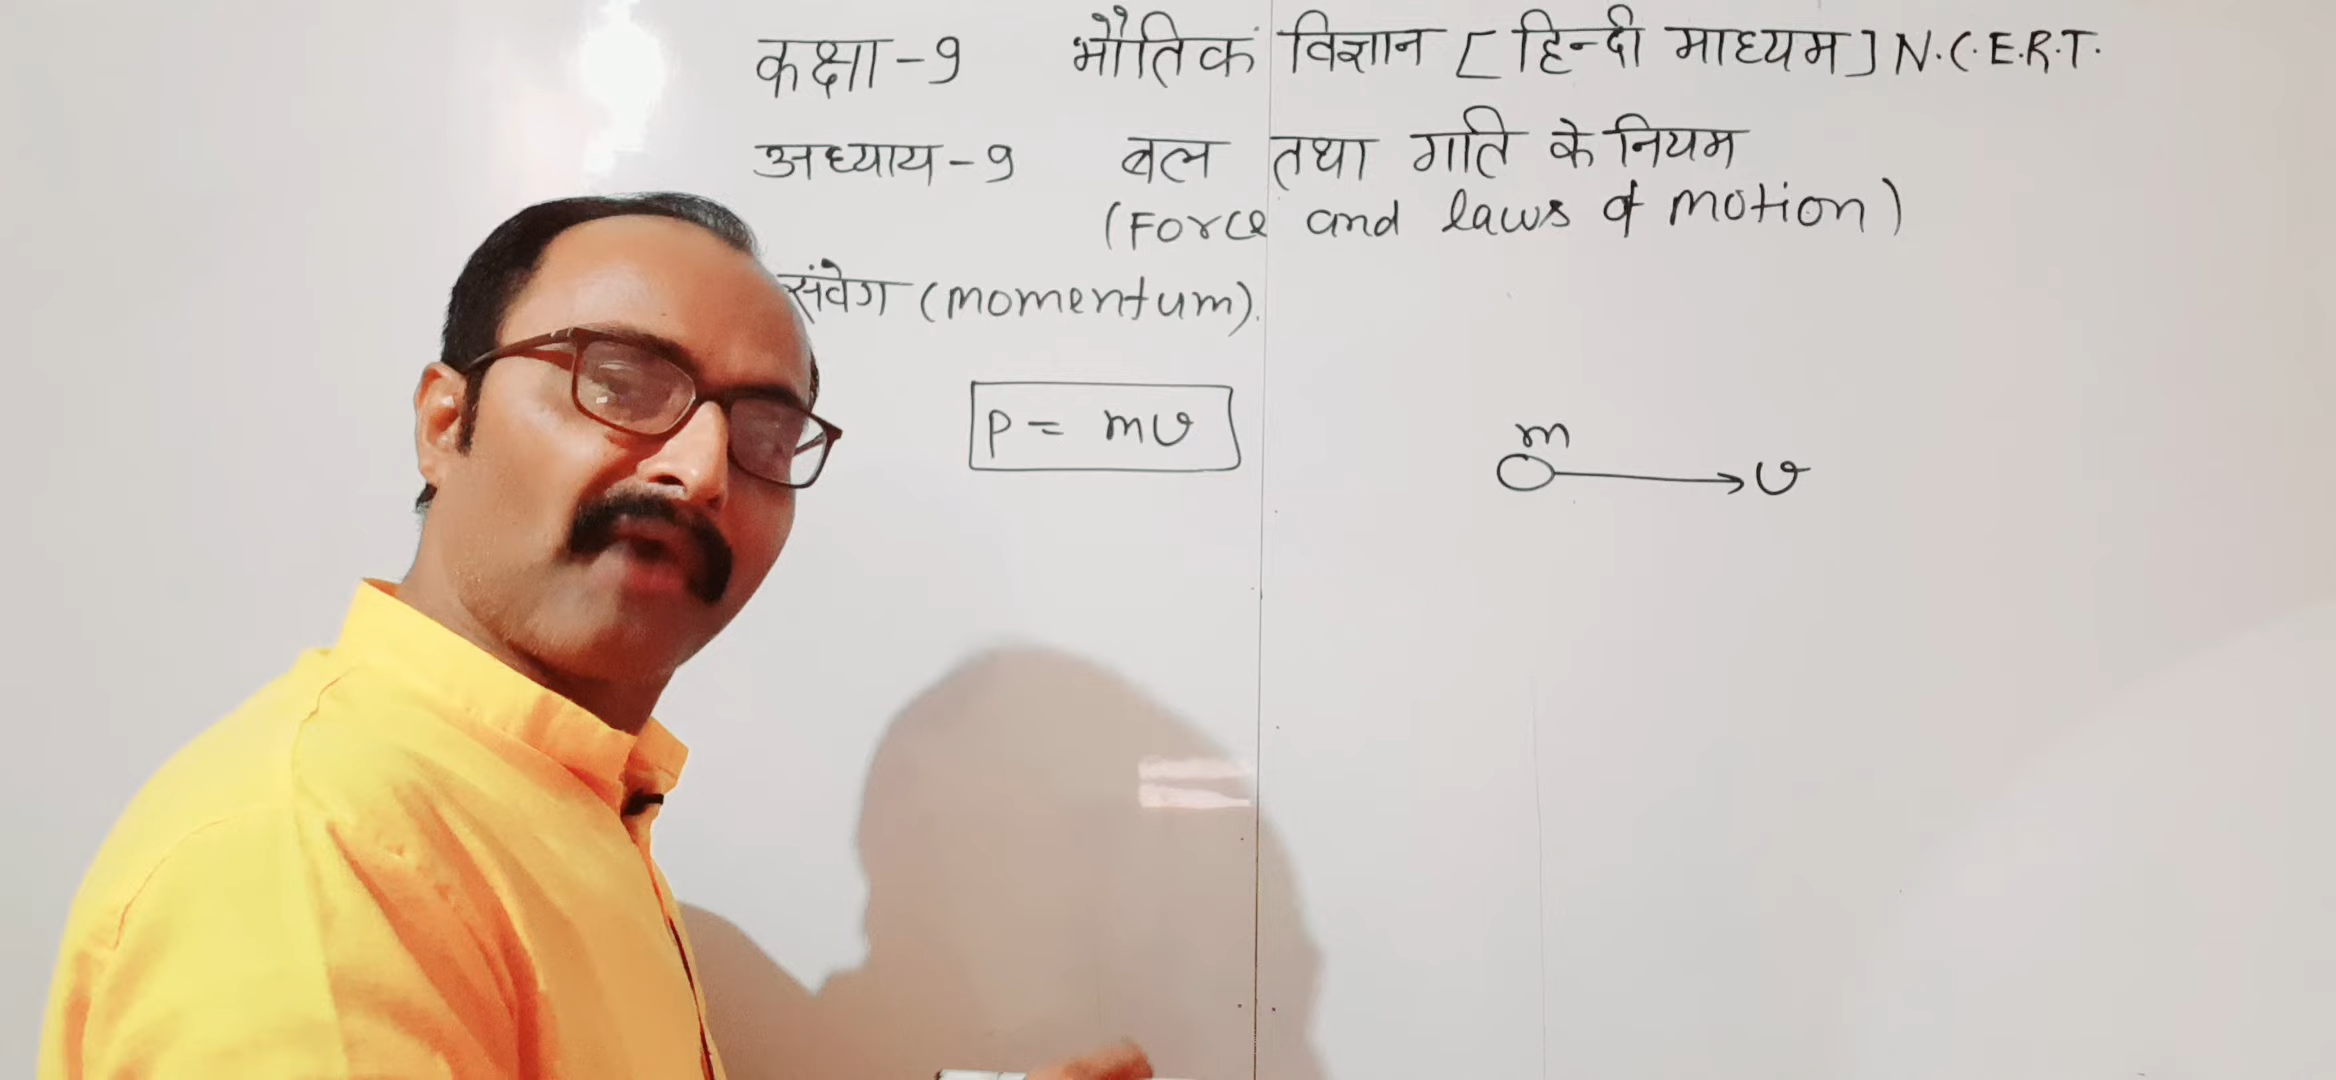 कक्षा-9 भौतिक विज्ञान [हिन्दी माध्यम] N.C.E.R.T.
अध्याय-9 बल तथा गति के नियम
(Force and laws of motion)
संवेग (momentum).
P = mv
m
v